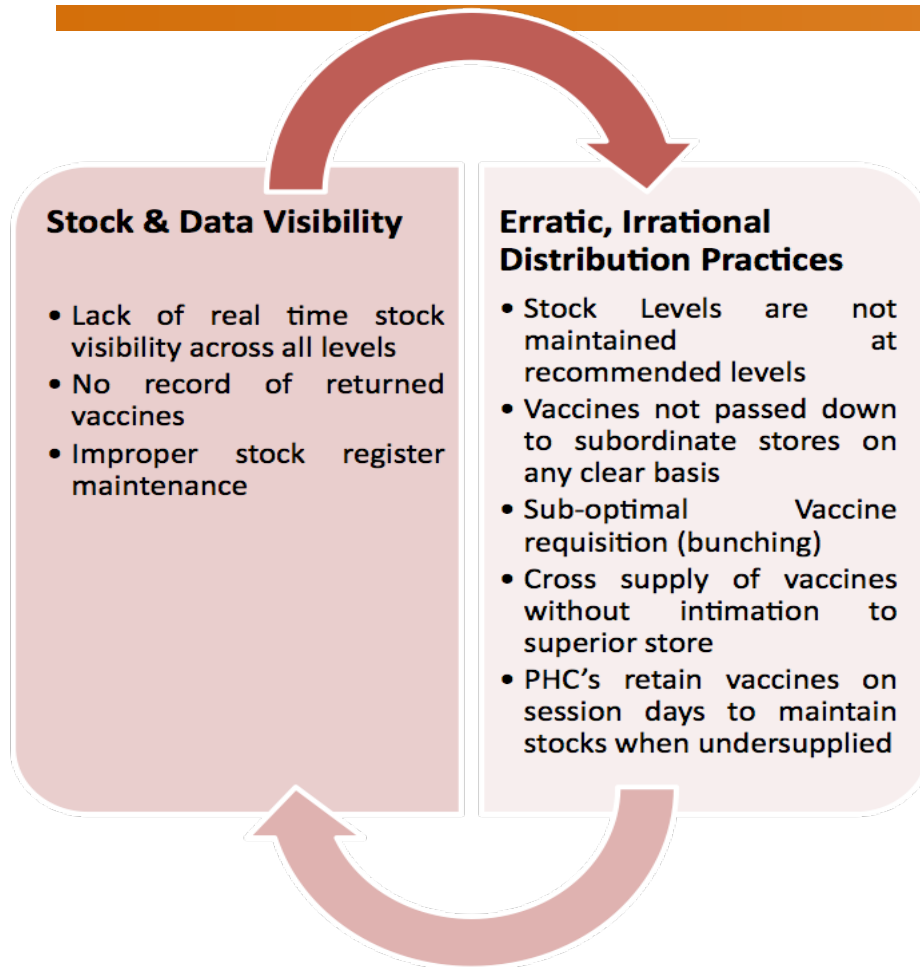 Stock & Data Visibility
• Lack of real time stock
visibility across all levels
• No record of returned
vaccines
• Improper stock register
maintenance
Erratic, Irrational
Distribution Practices
• Stock Levels are not
maintained at
recommended levels
• Vaccines not passed down
to subordinate stores on
any clear basis
• Sub-optimal Vaccine
requisition (bunching)
• Cross supply of vaccines
without intimation to
superior store
• PHC’s retain vaccines on
session days to maintain
stocks when undersupplied